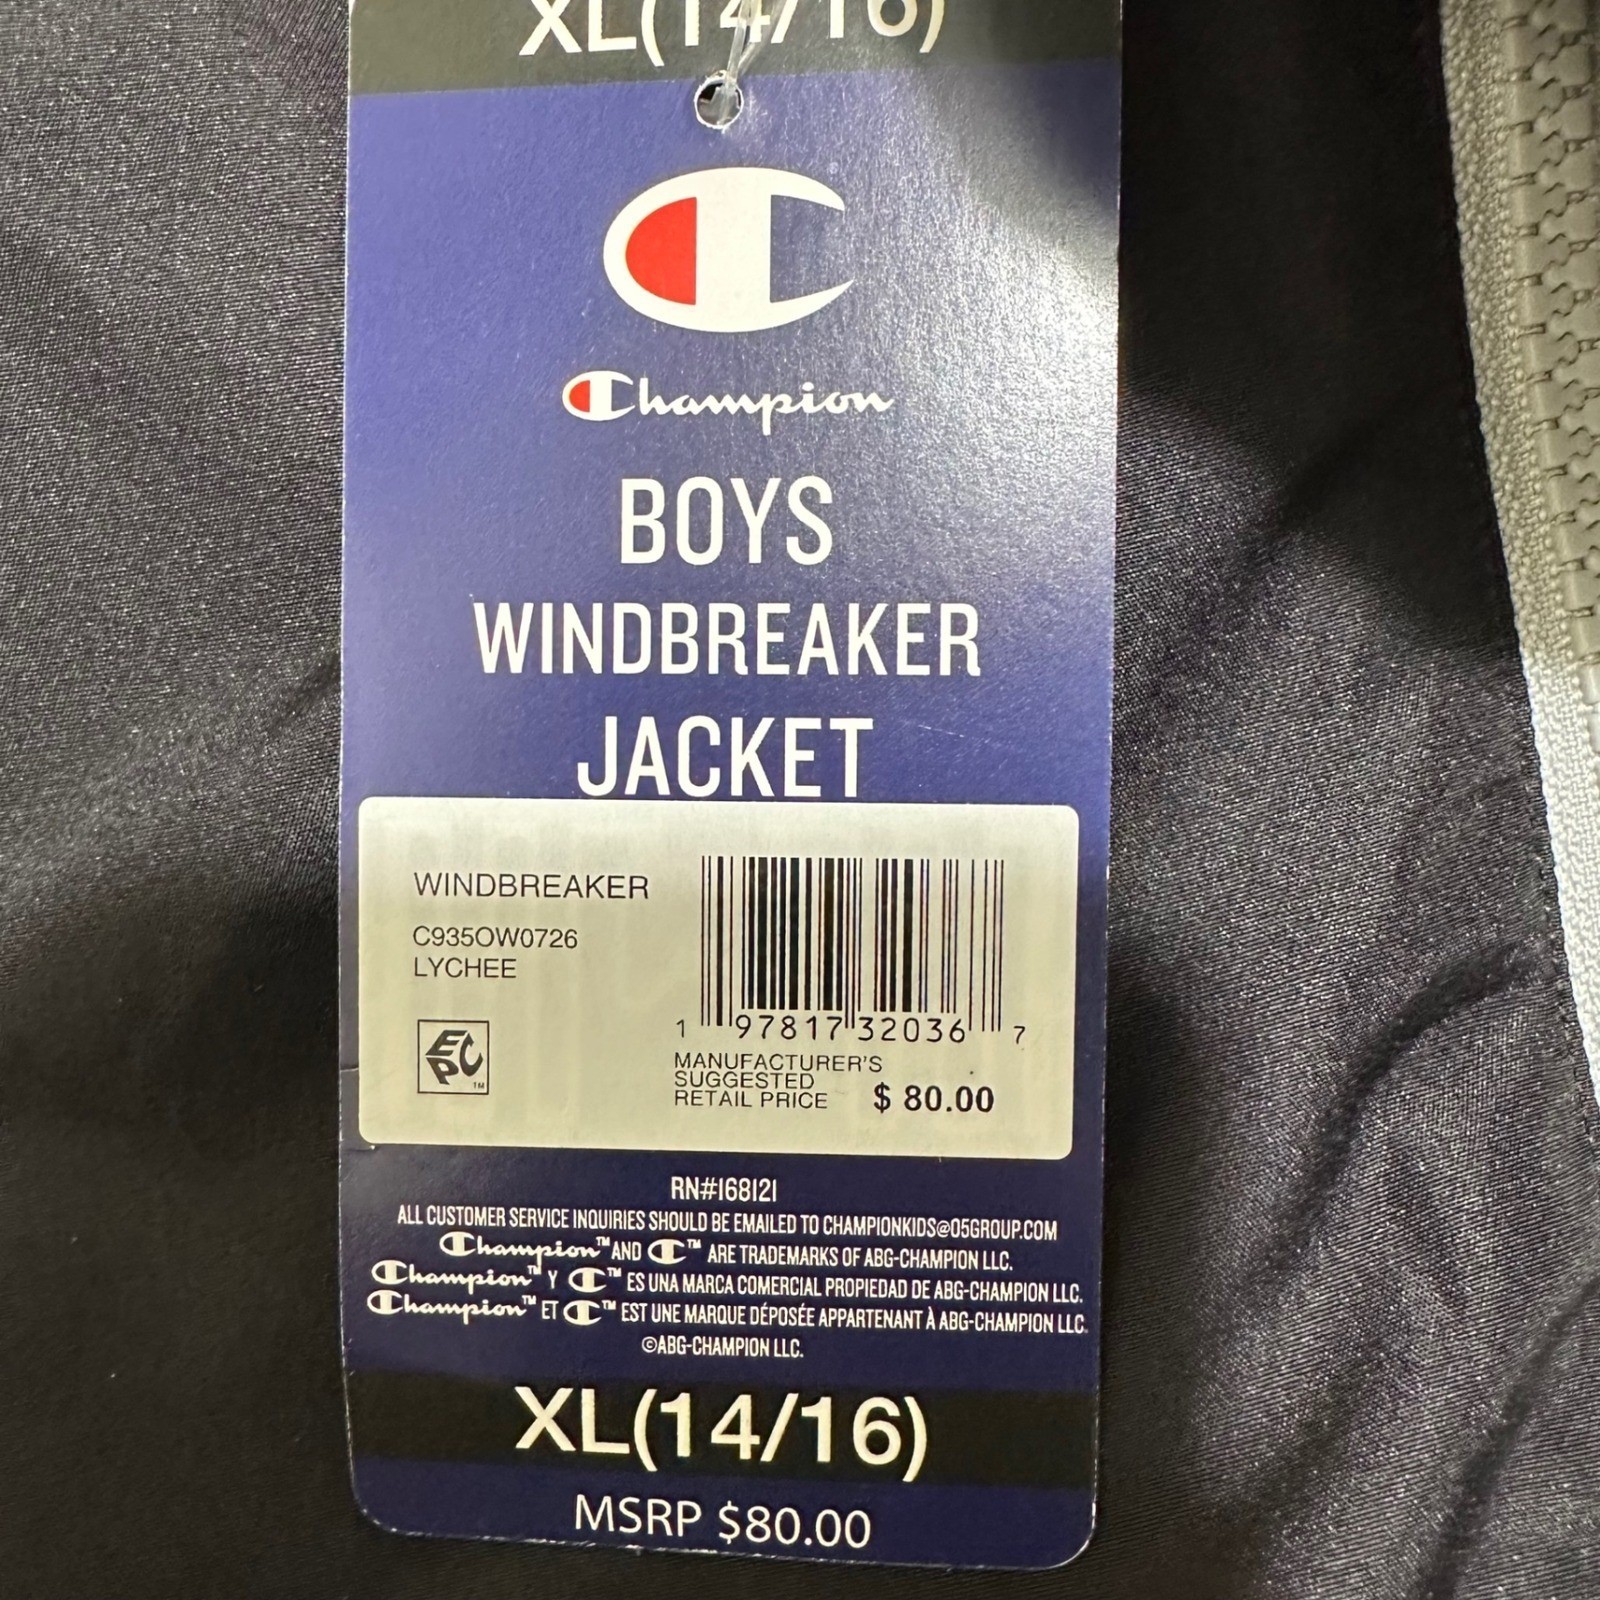 XL(14/16)
Champion
BOYS
WINDBREAKER
JACKET
WINDBREAKER
C935OW0726
LYCHEE
EPC TM
1 97817 32036 7
MANUFACTURER'S
SUGGESTED
RETAIL PRICE $ 80.00
RN#168121
ALL CUSTOMER SERVICE INQUIRIES SHOULD BE EMAILED TO CHAMPIONKIDS@O5GROUP.COM
Champion™ AND C™ ARE TRADEMARKS OF ABG-CHAMPION LLC.
Champion™ Y C™ ES UNA MARCA COMERCIAL PROPIEDAD DE ABG-CHAMPION LLC.
Champion™ ET C™ EST UNE MARQUE DÉPOSÉE APPARTENANT À ABG-CHAMPION LLC.
©ABG-CHAMPION LLC.
XL(14/16)
MSRP $80.00